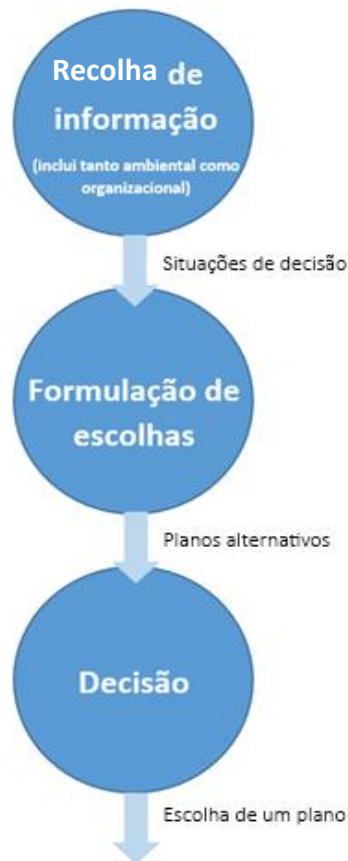 Recolha de
informação
(inclui tanto ambiental como
organizacional)
Situações de decisão
Formulação de
escolhas
Planos alternativos
Decisão
Escolha de um plano